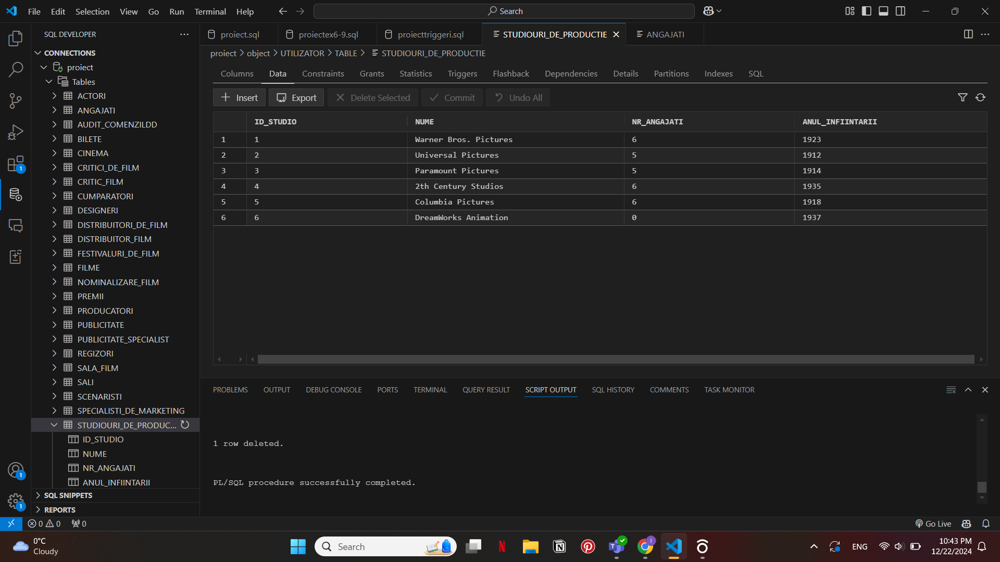 File Edit Selection View Go Run Terminal Help
Search
SQL DEVELOPER
CONNECTIONS
proiect
Tables
ACTORI
ANGAJATI
AUDIT_COMENZILDD
BILETE
CINEMA
CRITICI_DE_FILM
CRITIC_FILM
CUMPARATORI
DESIGNERI
DISTRIBUITORI_DE_FILM
DISTRIBUITOR_FILM
FESTIVALURI_DE_FILM
FILME
NOMINALIZARE_FILM
PREMII
PRODUCATORI
PUBLICITATE
PUBLICITATE_SPECIALIST
REGIZORI
SALA_FILM
SALI
SCENARISTI
SPECIALISTI_DE_MARKETING
STUDIOURI_DE_PRODUC...
ID_STUDIO
NUME
NR_ANGAJATI
ANUL_INFIINTARII
SQL SNIPPETS
REPORTS
1
1
1
proiect.sql proiectex6-9.sql proiecttriggeri.sql STUDIOURI_DE_PRODUCTIE ANGAJATI
proiect > object > UTILIZATOR > TABLE > STUDIOURI_DE_PRODUCTIE
Columns Data Constraints Grants Statistics Triggers Flashback Dependencies Details Partitions Indexes SQL
Insert Export Delete Selected Commit Undo All
ID_STUDIO NUME NR_ANGAJATI ANUL_INFIINTARII
1 1 Warner Bros. Pictures 6 1923
2 2 Universal Pictures 5 1912
3 3 Paramount Pictures 5 1914
4 4 2th Century Studios 6 1935
5 5 Columbia Pictures 6 1918
6 6 DreamWorks Animation 0 1937
PROBLEMS OUTPUT DEBUG CONSOLE PORTS TERMINAL QUERY RESULT SCRIPT OUTPUT SQL HISTORY COMMENTS TASK MONITOR
1 row deleted.
PL/SQL procedure successfully completed.
0 0 0 Go Live
0°C
Cloudy
Search
N
N
T
I
ENG
10:43 PM
12/22/2024